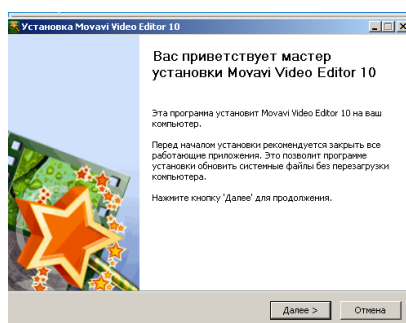 Установка Movavi Video Editor 10
Вас приветствует мастер
установки Movavi Video Editor 10
Эта программа установит Movavi Video Editor 10 на ваш
компьютер.
Перед началом установки рекомендуется закрыть все
работающие приложения. Это позволит программе
установки обновить системные файлы без перезагрузки
компьютера.
Нажмите кнопку 'Далее' для продолжения.
Далее >
Отмена